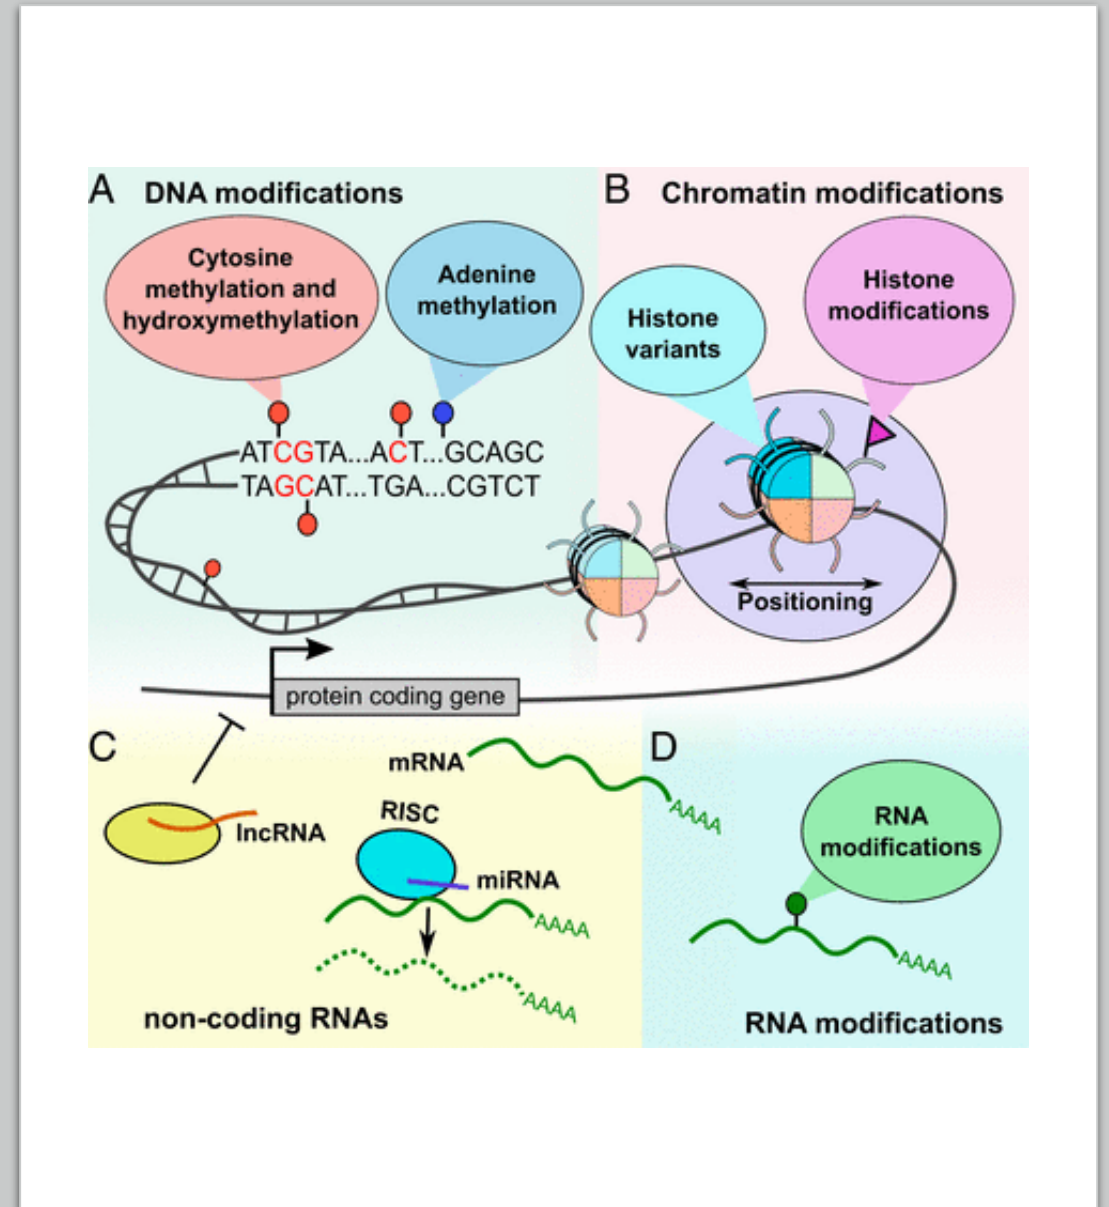 A DNA modifications
Cytosine
methylation and
hydroxymethylation
Adenine
methylation
ATCGTA...ACT...GCAGC
TAGCAT...TGA...CGTCT
B Chromatin modifications
Histone
variants
Histone
modifications
Positioning
protein coding gene
C
lncRNA
mRNA
AAAA
RISC
miRNA
AAAA
AAAA
non-coding RNAs
D
RNA
modifications
AAAA
RNA modifications